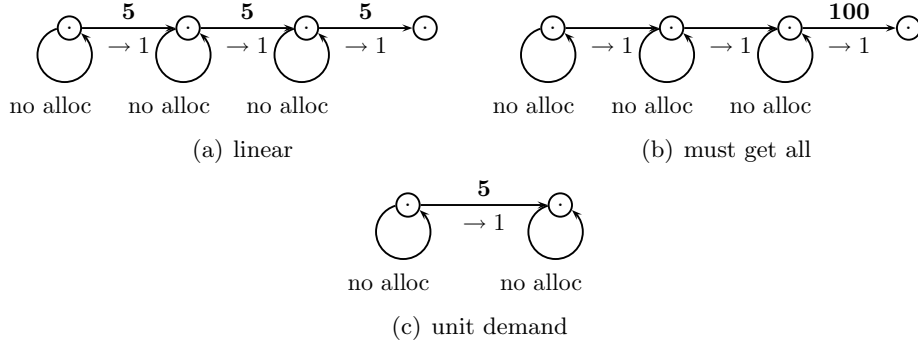 5 5 5 100
→ 1 → 1 → 1 → 1 → 1 → 1
no alloc no alloc no alloc no alloc no alloc no alloc
(a) linear (b) must get all
5
→ 1
no alloc no alloc
(c) unit demand